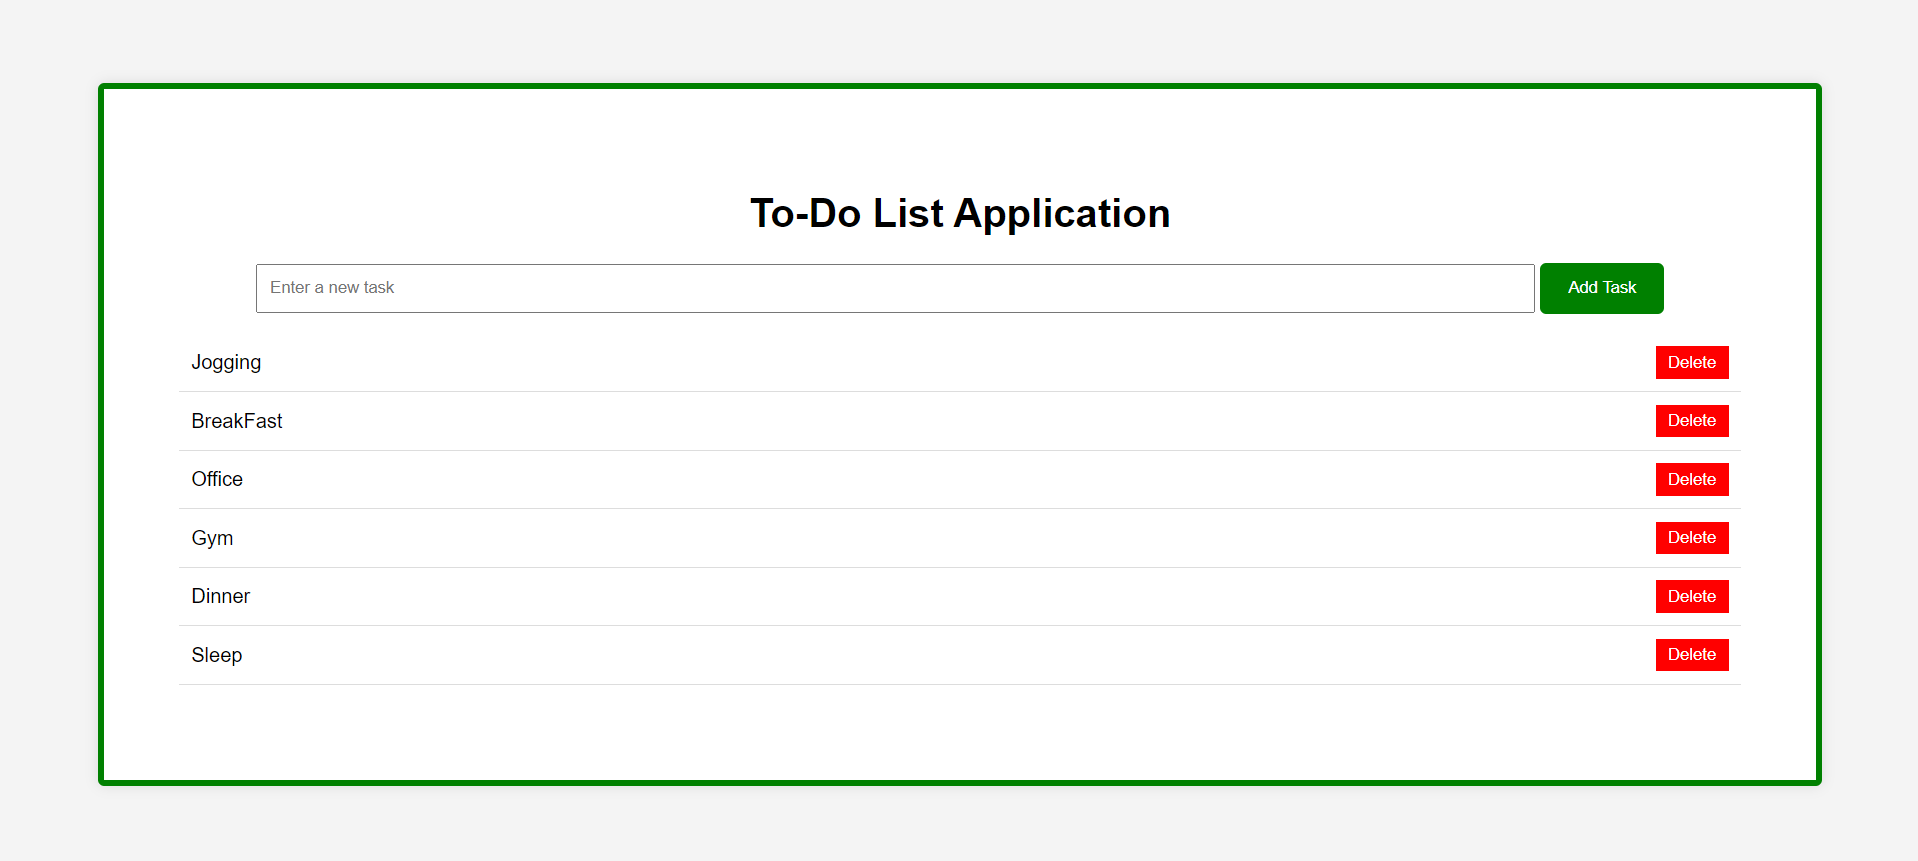 To-Do List Application
Enter a new task Add Task
Jogging Delete
BreakFast Delete
Office Delete
Gym Delete
Dinner Delete
Sleep Delete